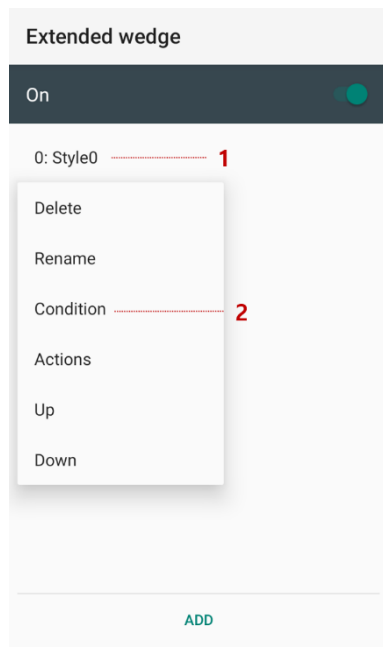 Extended wedge
On
0: Style0 1
Delete
Rename
Condition 2
Actions
Up
Down
ADD